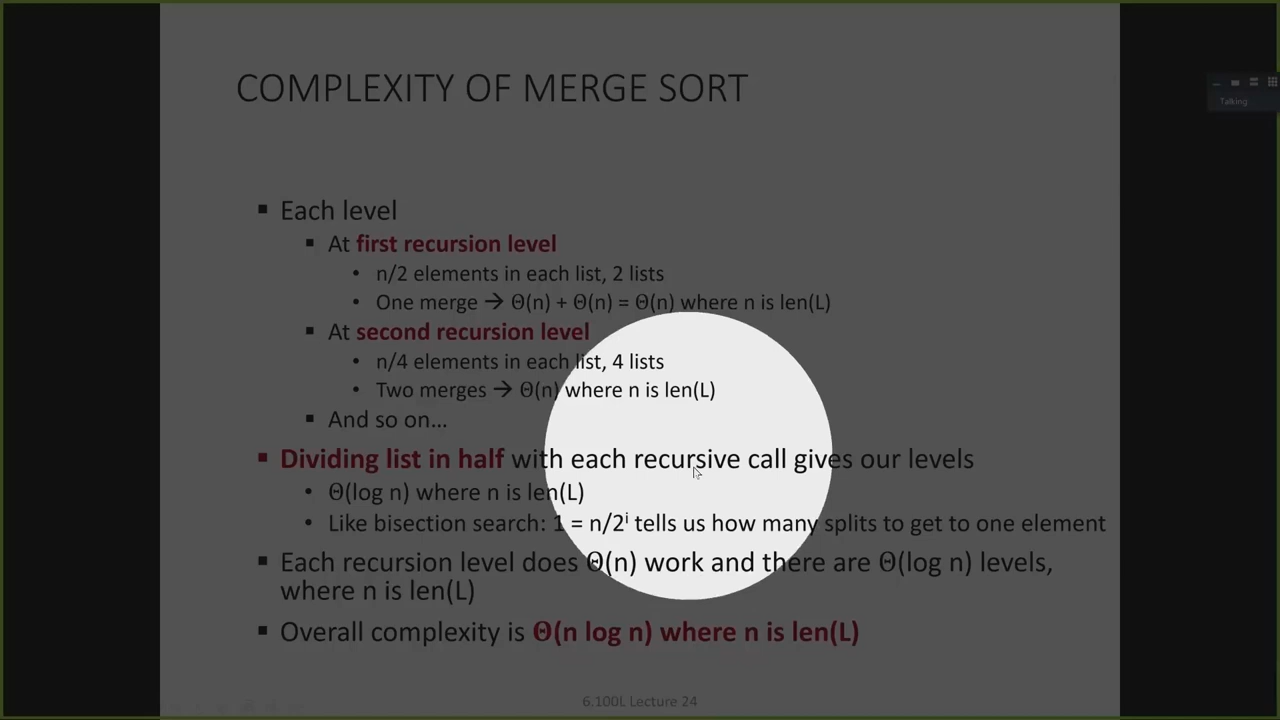 COMPLEXITY OF MERGE SORT
Talking
▪ Each level
▪ At first recursion level
• n/2 elements in each list, 2 lists
• One merge → Θ(n) + Θ(n) = Θ(n) where n is len(L)
▪ At second recursion level
• n/4 elements in each list, 4 lists
• Two merges → Θ(n) where n is len(L)
▪ And so on…
▪ Dividing list in half with each recursive call gives our levels
• Θ(log n) where n is len(L)
• Like bisection search: 1 = n/2ⁱ tells us how many splits to get to one element
▪ Each recursion level does Θ(n) work and there are Θ(log n) levels,
where n is len(L)
▪ Overall complexity is Θ(n log n) where n is len(L)
6.100L Lecture 24